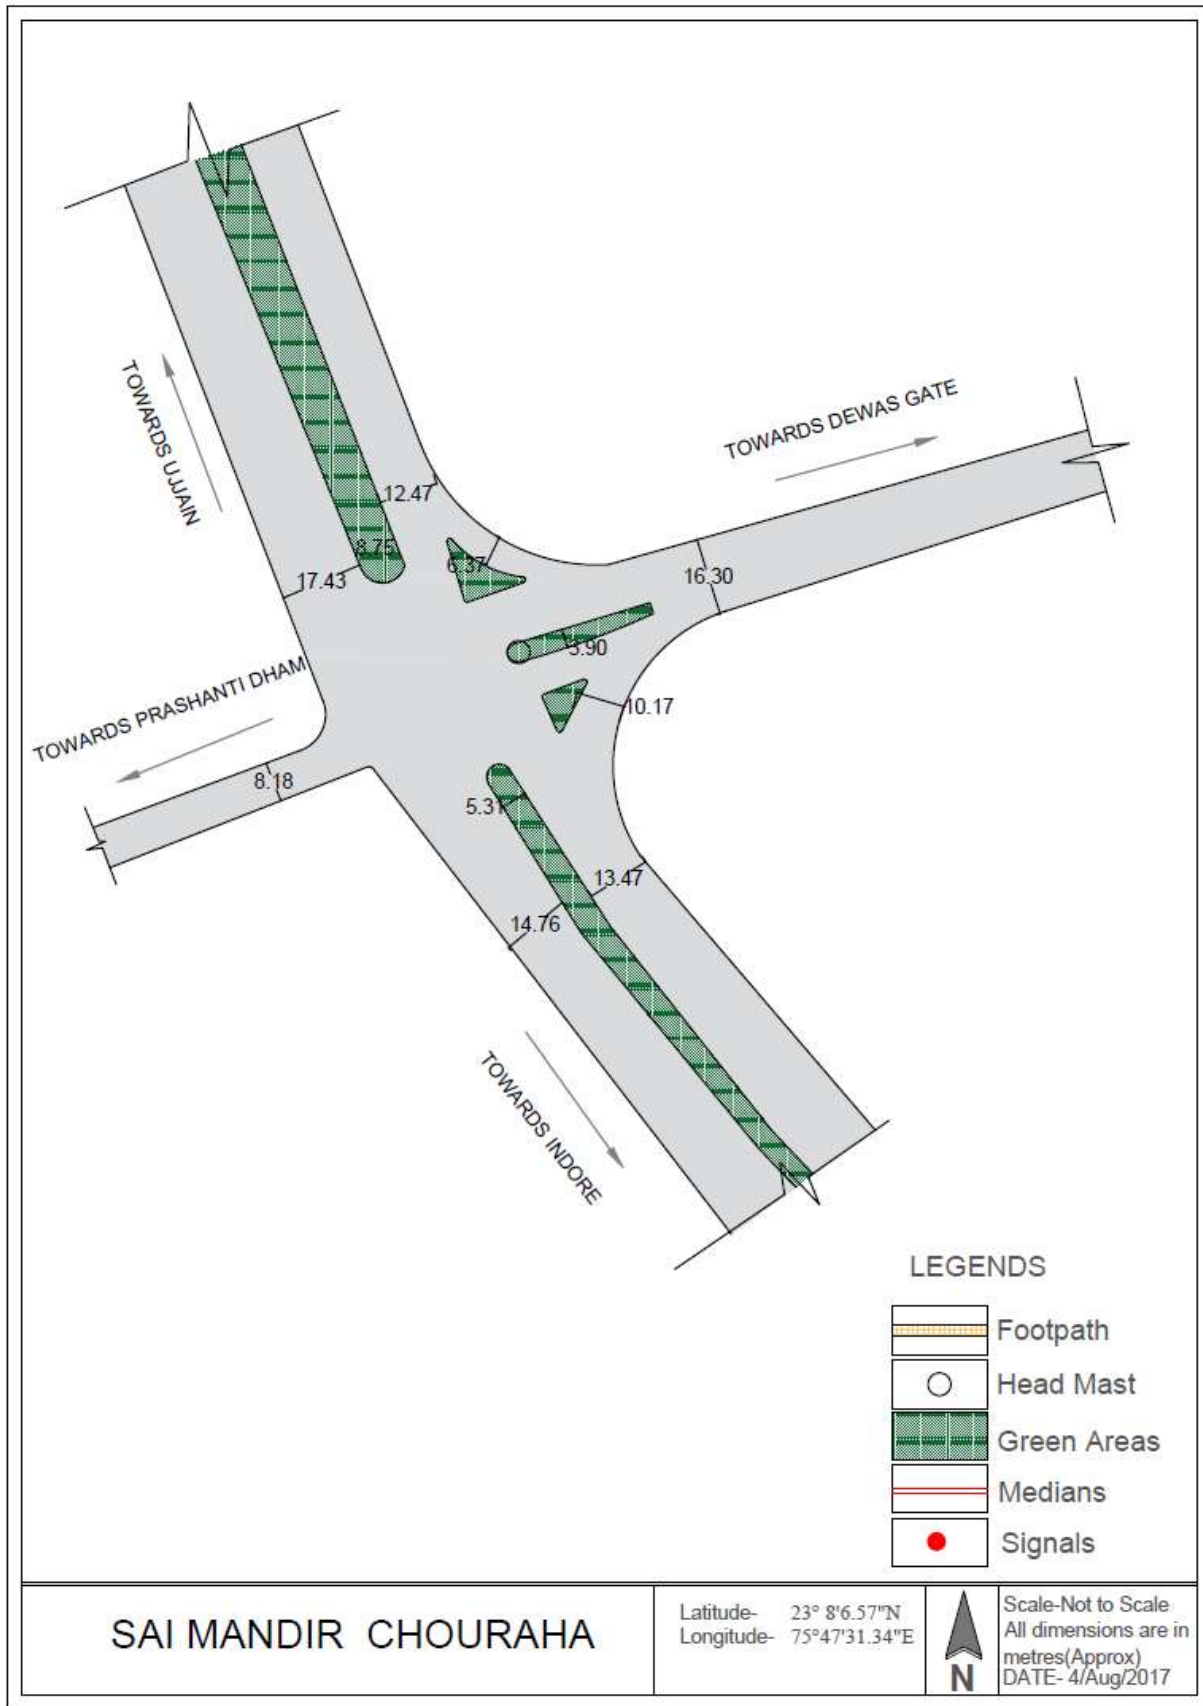 TOWARDS UJJAIN
TOWARDS DEWAS GATE
12.47
8.75
6.37
17.43
16.30
3.90
TOWARDS PRASHANTI DHAM
10.17
8.18
5.31
13.47
14.76
TOWARDS INDORE
LEGENDS
Footpath
Head Mast
Green Areas
Medians
Signals
SAI MANDIR CHOURAHA
Latitude- 23° 8'6.57"N
Longitude- 75°47'31.34"E
N
Scale-Not to Scale
All dimensions are in
metres(Approx)
DATE- 4/Aug/2017